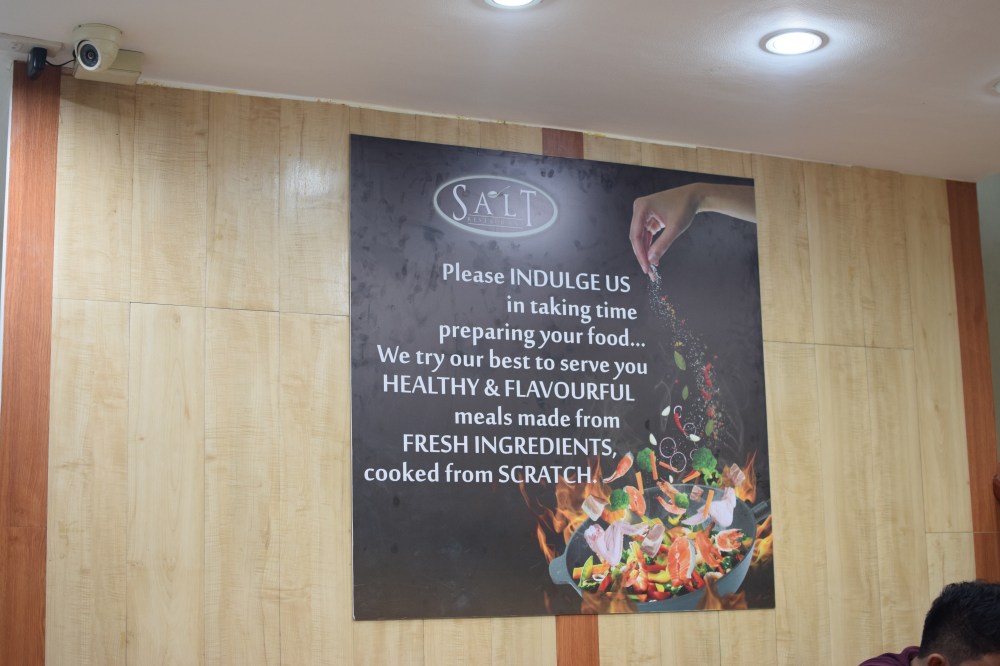 SALT
RESTAURANT
Please INDULGE US
in taking time
preparing your food...
We try our best to serve you
HEALTHY & FLAVOURFUL
meals made from
FRESH INGREDIENTS,
cooked from SCRATCH.